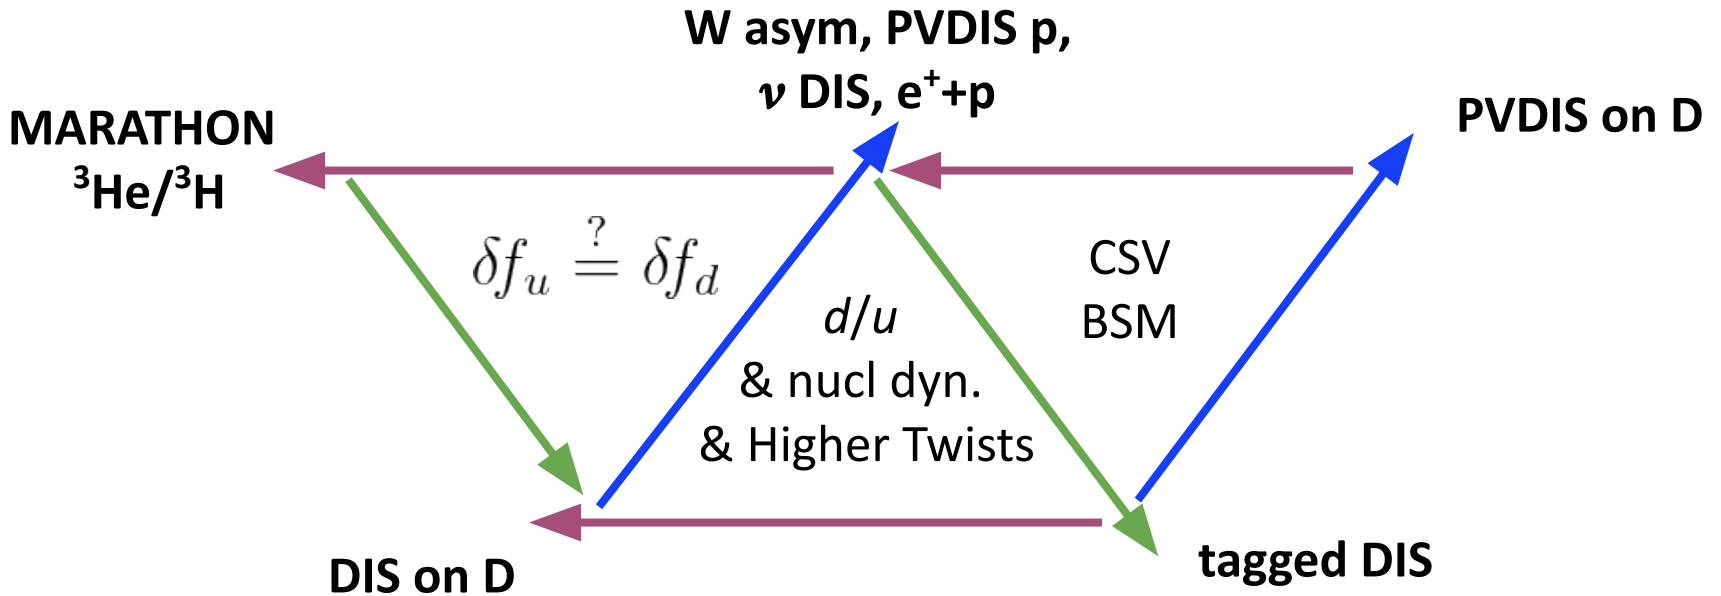 W asym, PVDIS p,
ν DIS, e⁺+p
MARATHON
³He/³H
PVDIS on D
δf_u ?= δf_d
CSV
BSM
d/u
& nucl dyn.
& Higher Twists
DIS on D
tagged DIS